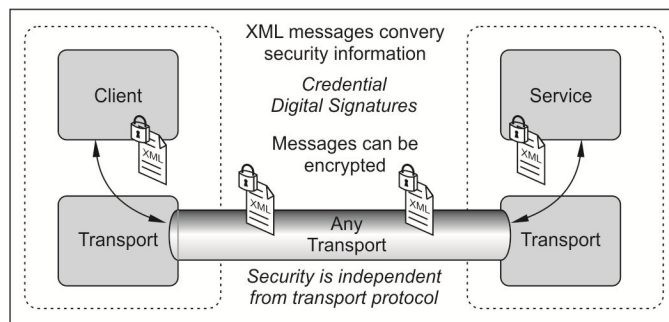 XML messages convery
security information
Client
Credential
Digital Signatures
Service
Messages can be
encrypted
XML
XML
XML
XML
Transport
Any
Transport
Transport
Security is independent
from transport protocol